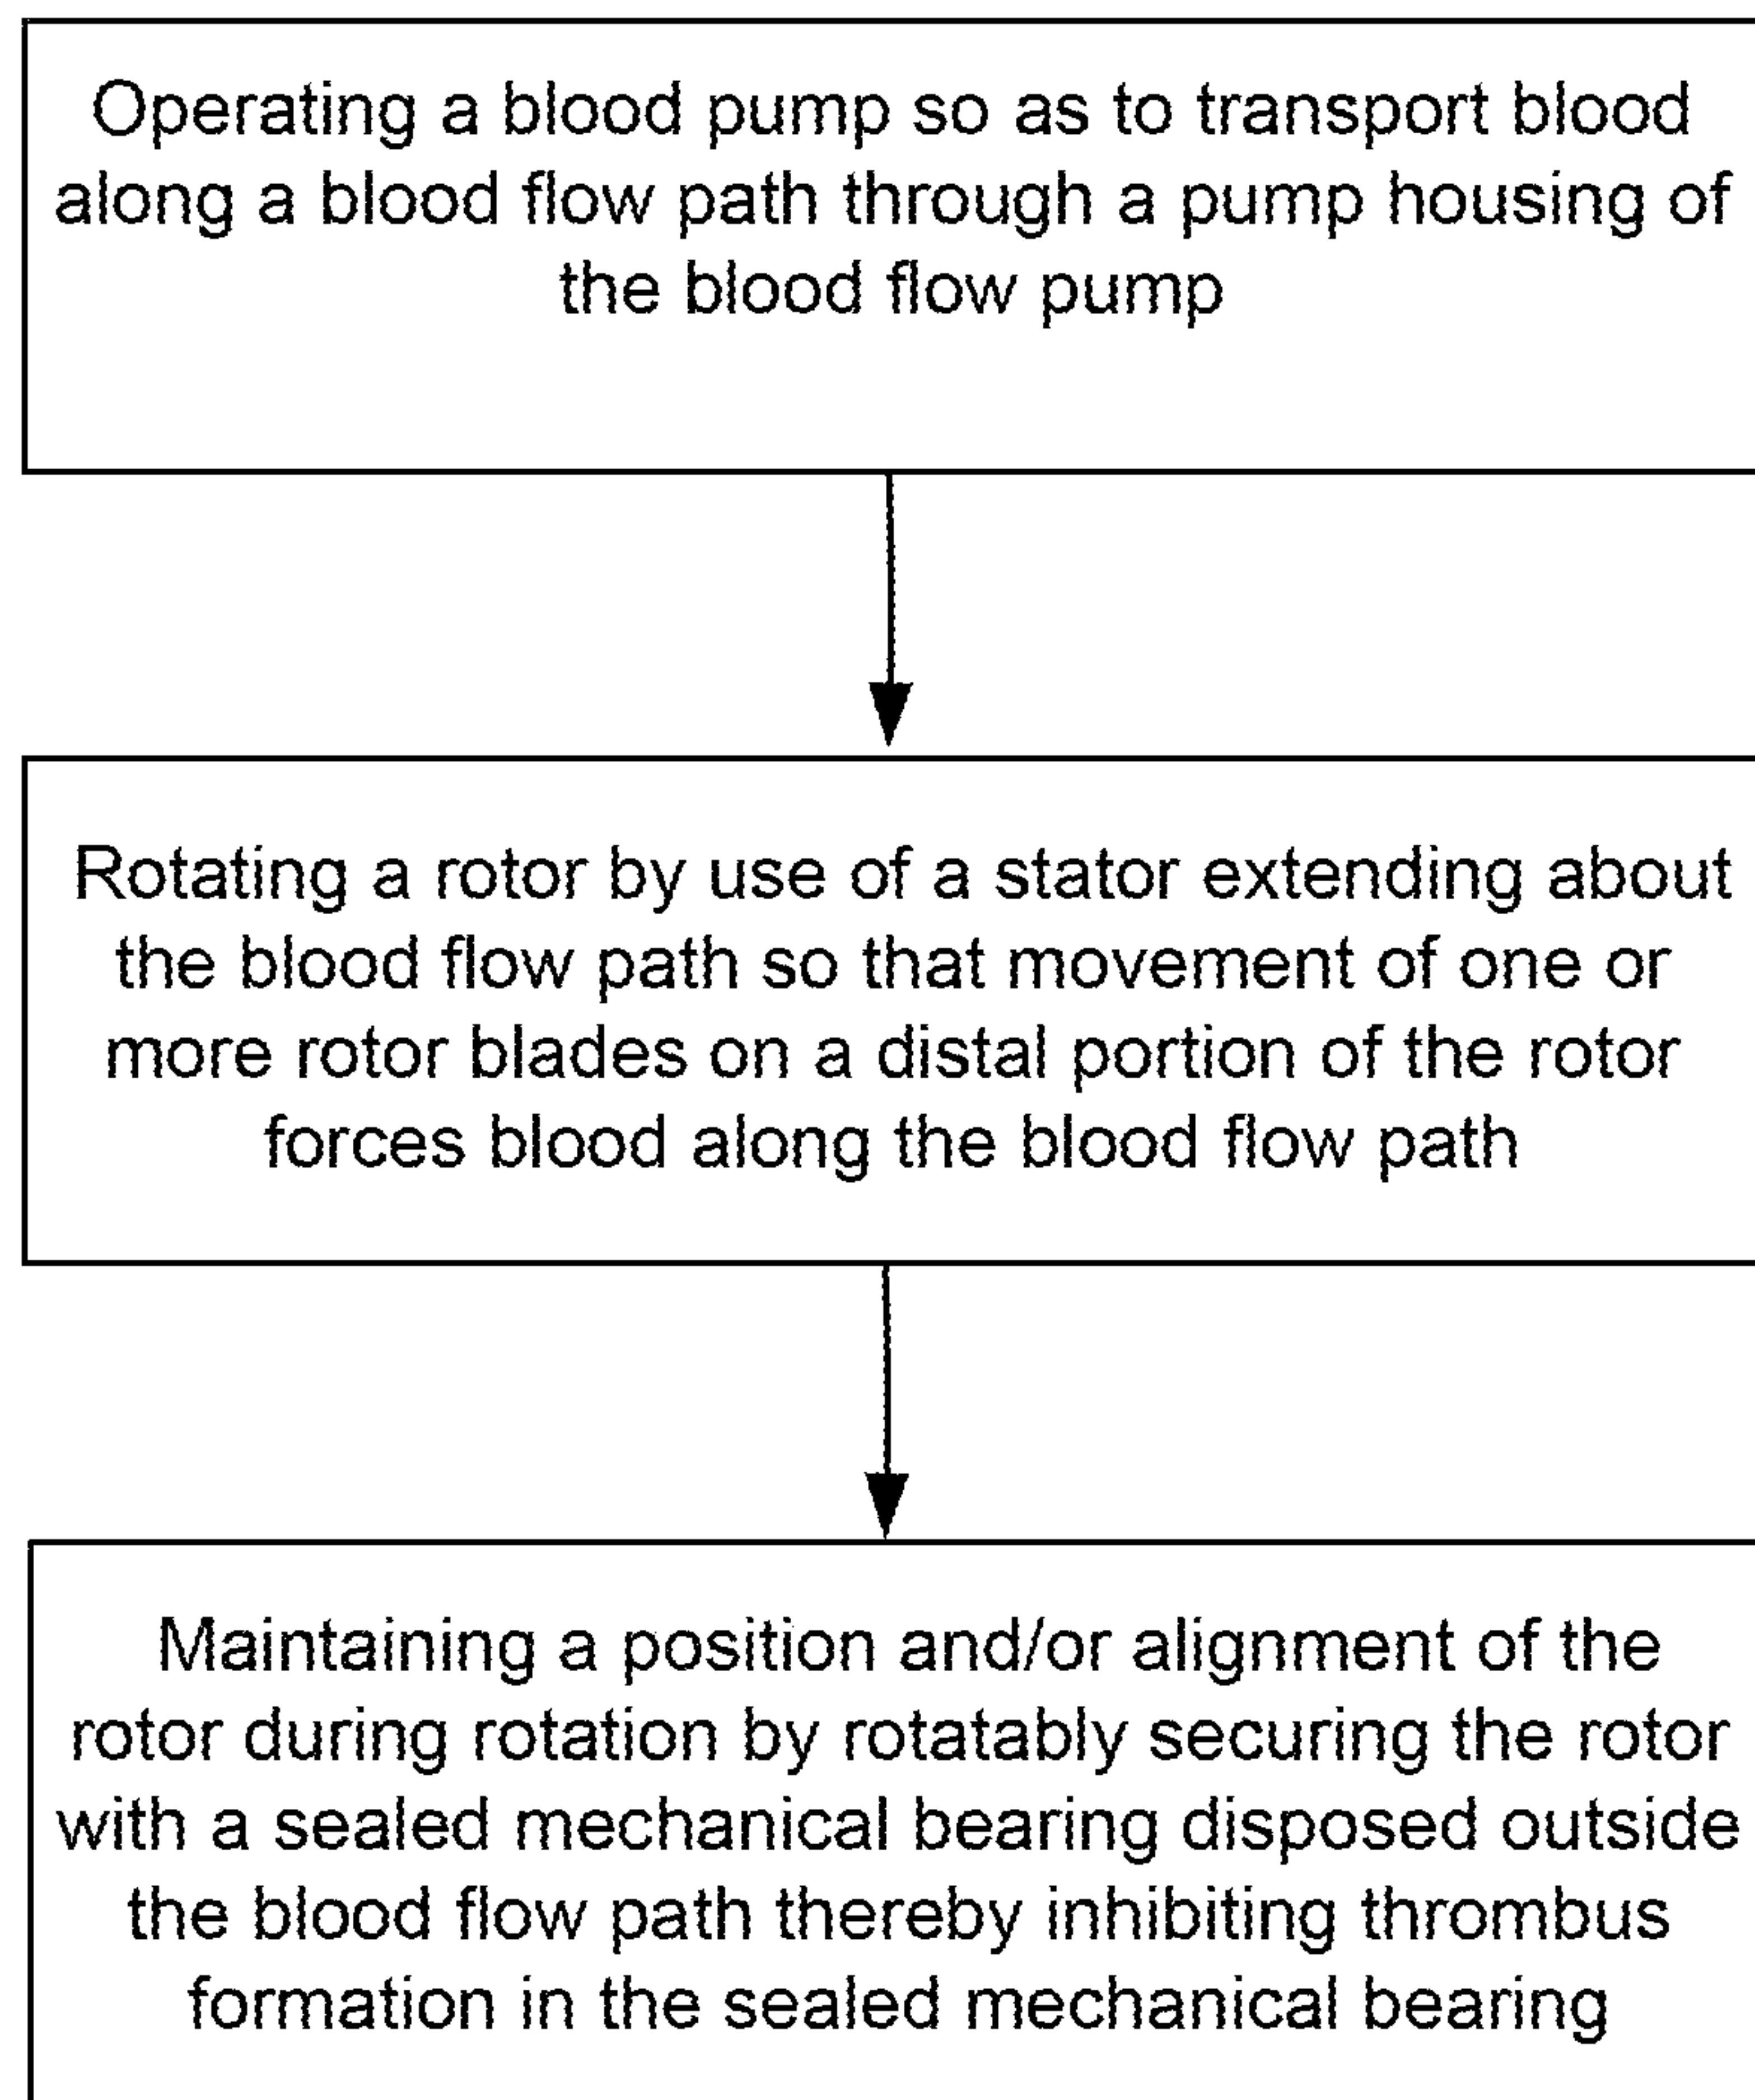 Operating a blood pump so as to transport blood
along a blood flow path through a pump housing of
the blood flow pump
Rotating a rotor by use of a stator extending about
the blood flow path so that movement of one or
more rotor blades on a distal portion of the rotor
forces blood along the blood flow path
Maintaining a position and/or alignment of the
rotor during rotation by rotatably securing the rotor
with a sealed mechanical bearing disposed outside
the blood flow path thereby inhibiting thrombus
formation in the sealed mechanical bearing